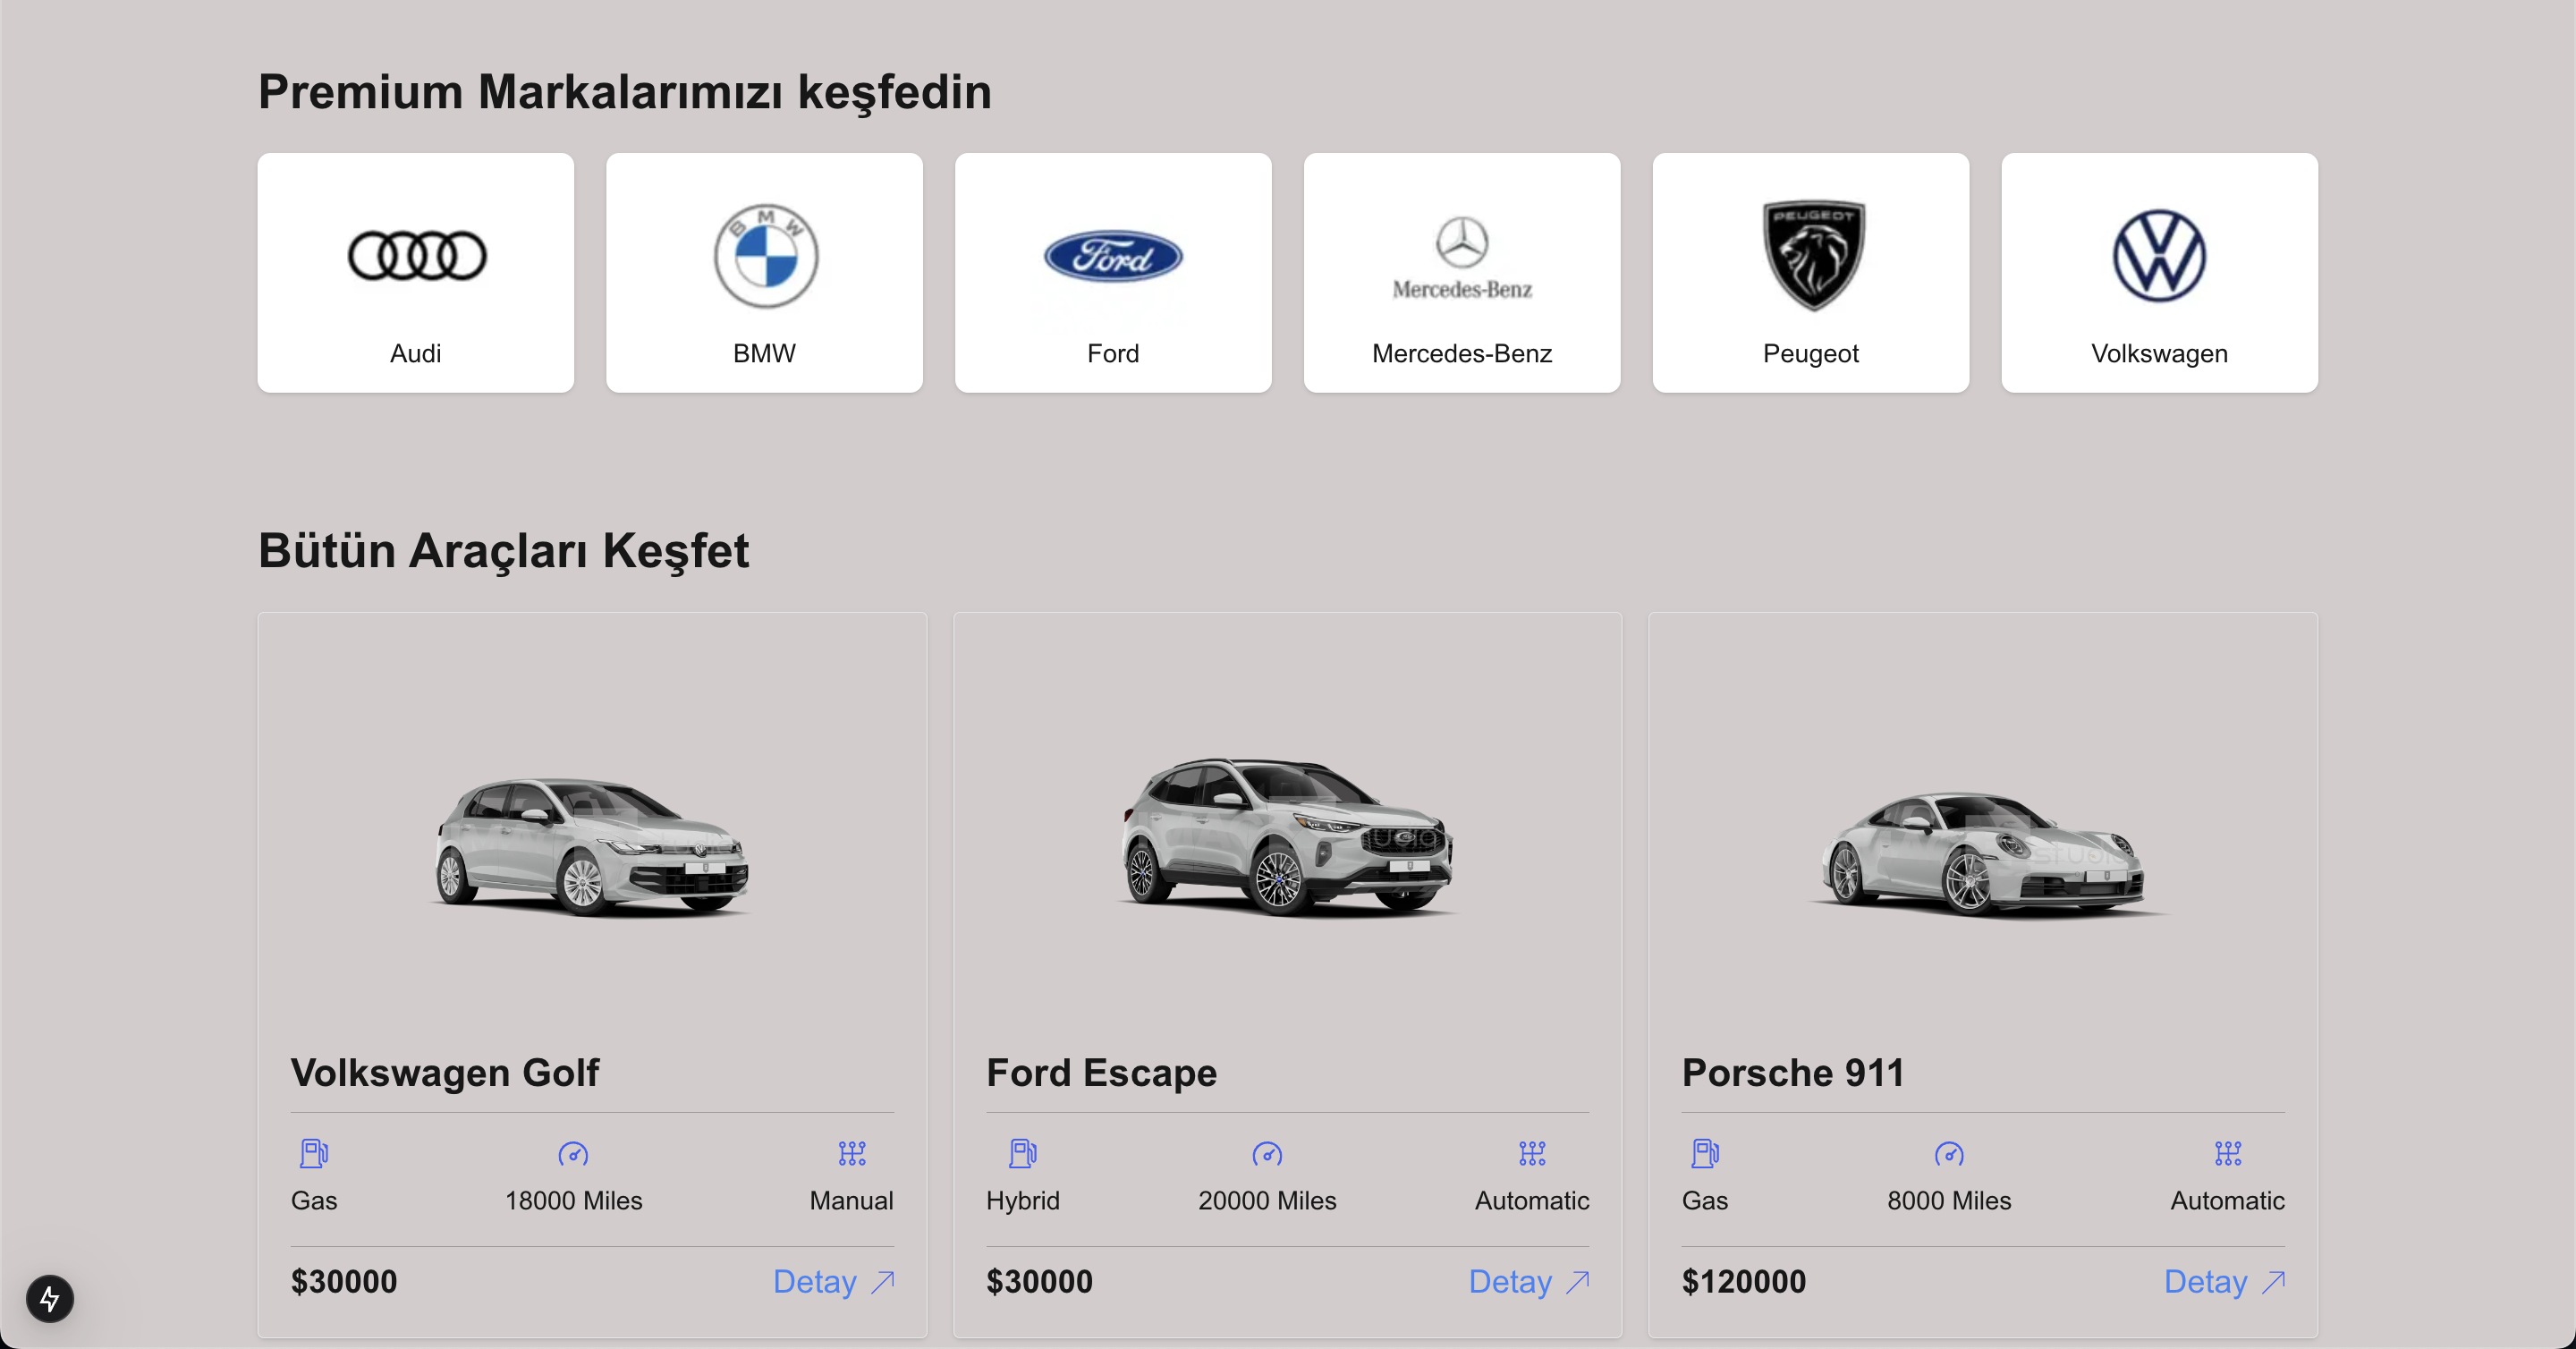 Premium Markalarımızı keşfedin
BMW
Ford
Mercedes-Benz
PEUGEOT
Audi
BMW
Ford
Mercedes-Benz
Peugeot
Volkswagen
Bütün Araçları Keşfet
Volkswagen Golf
Gas
18000 Miles
Manual
$30000
Detay
Ford Escape
Hybrid
20000 Miles
Automatic
$30000
Detay
Porsche 911
Gas
8000 Miles
Automatic
$120000
Detay